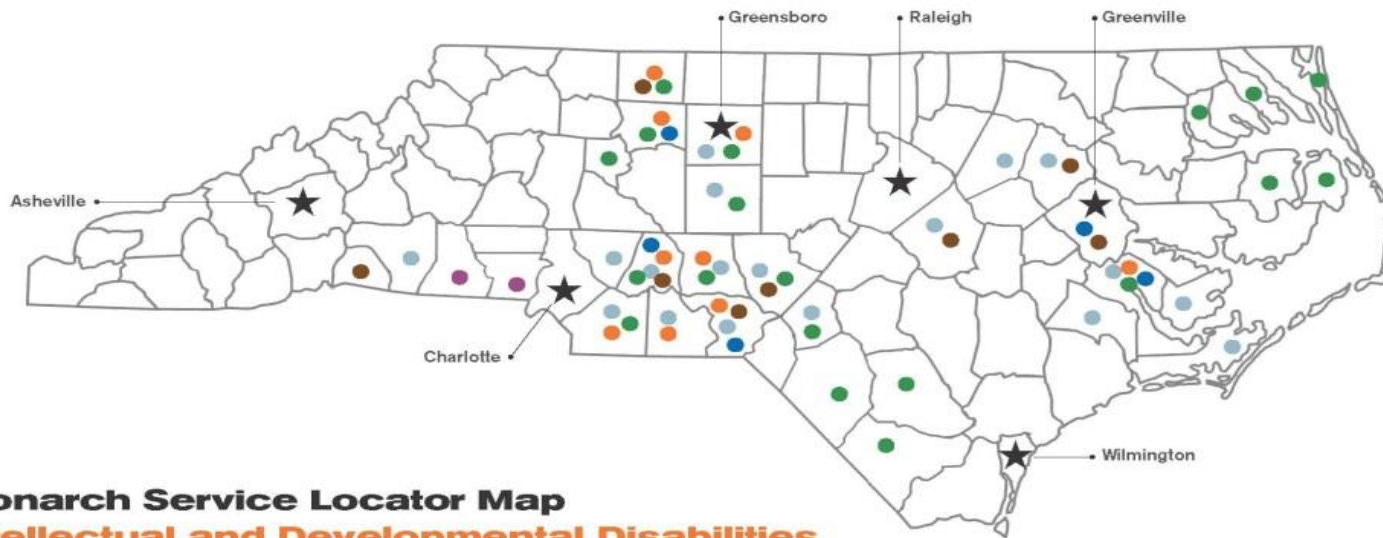 Greensboro
Raleigh
Greenville
Asheville
Charlotte
Wilmington
onarch Service Locator Map
ellectual and Developmental Disabilities